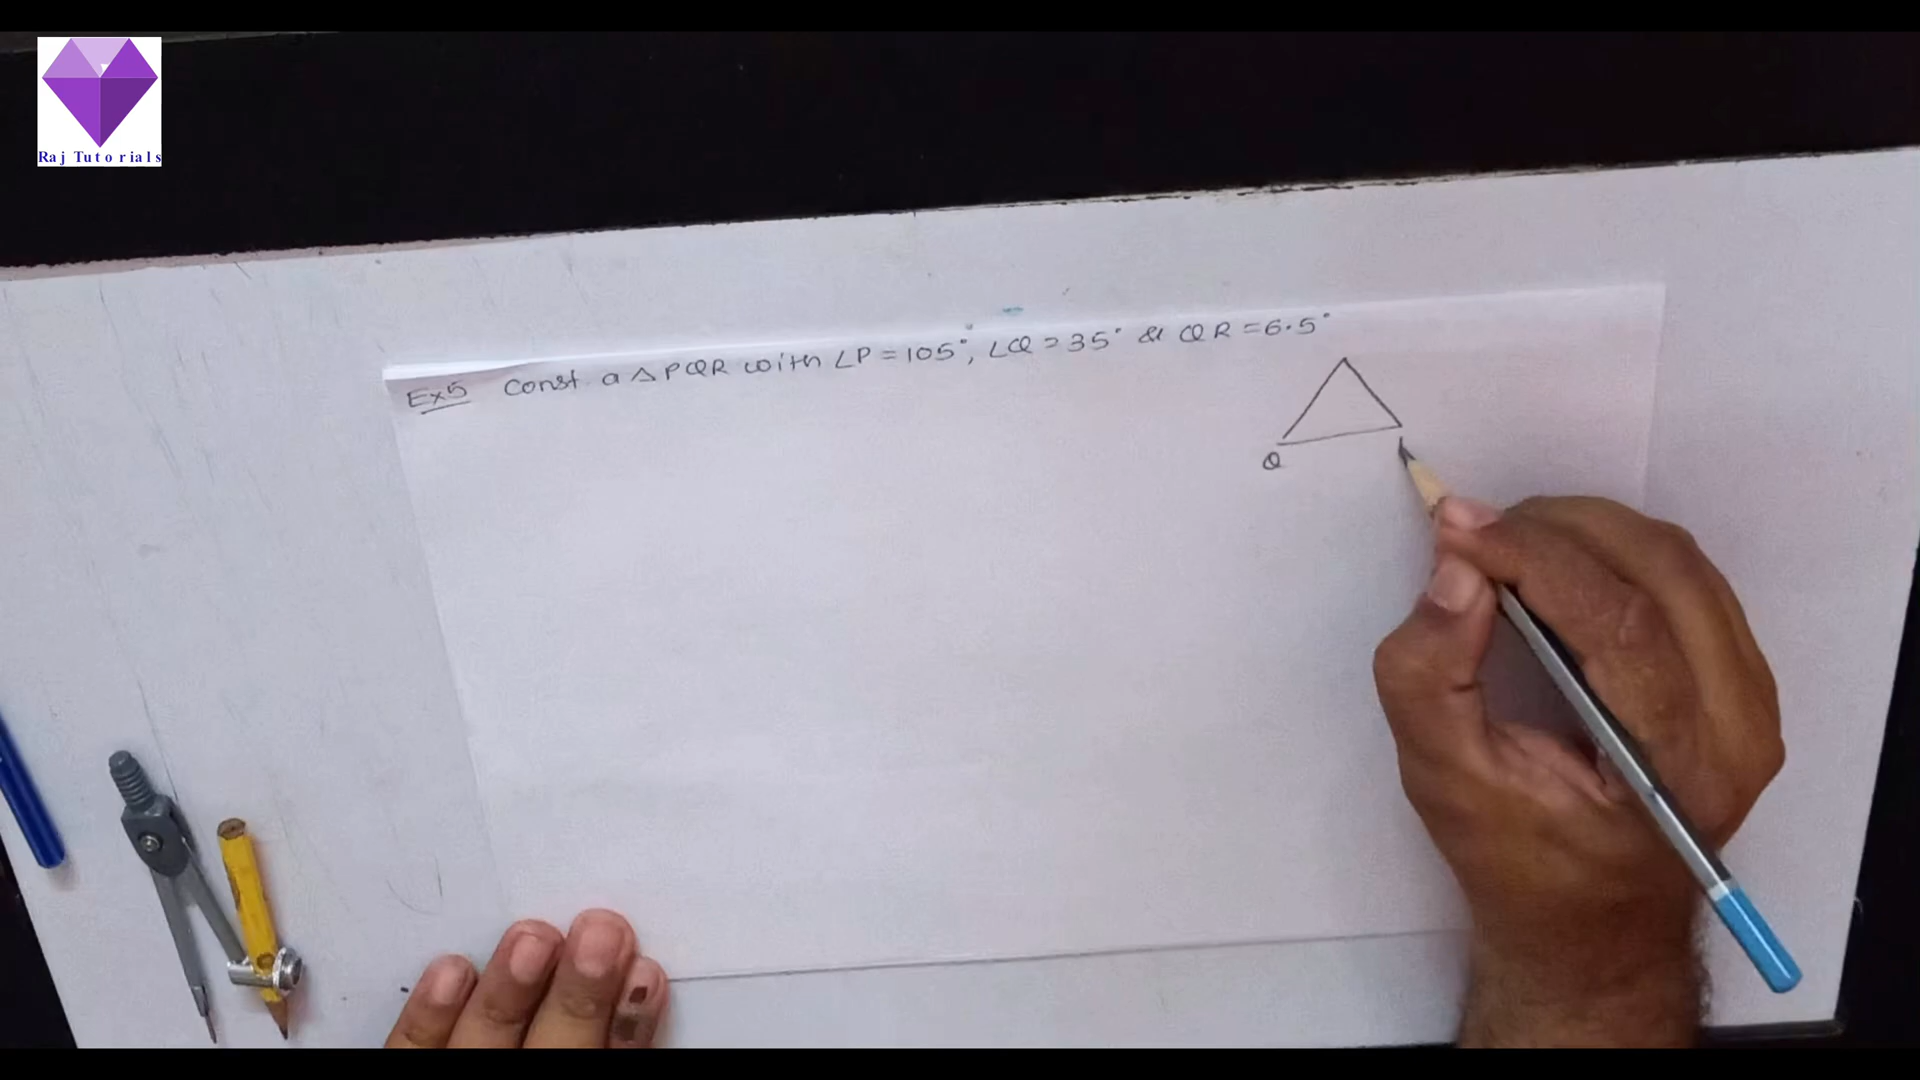 Raj Tutorials
Ex5 Const. a △ PQR with ∠P = 105°, ∠Q = 35° & QR = 6.5°
Q